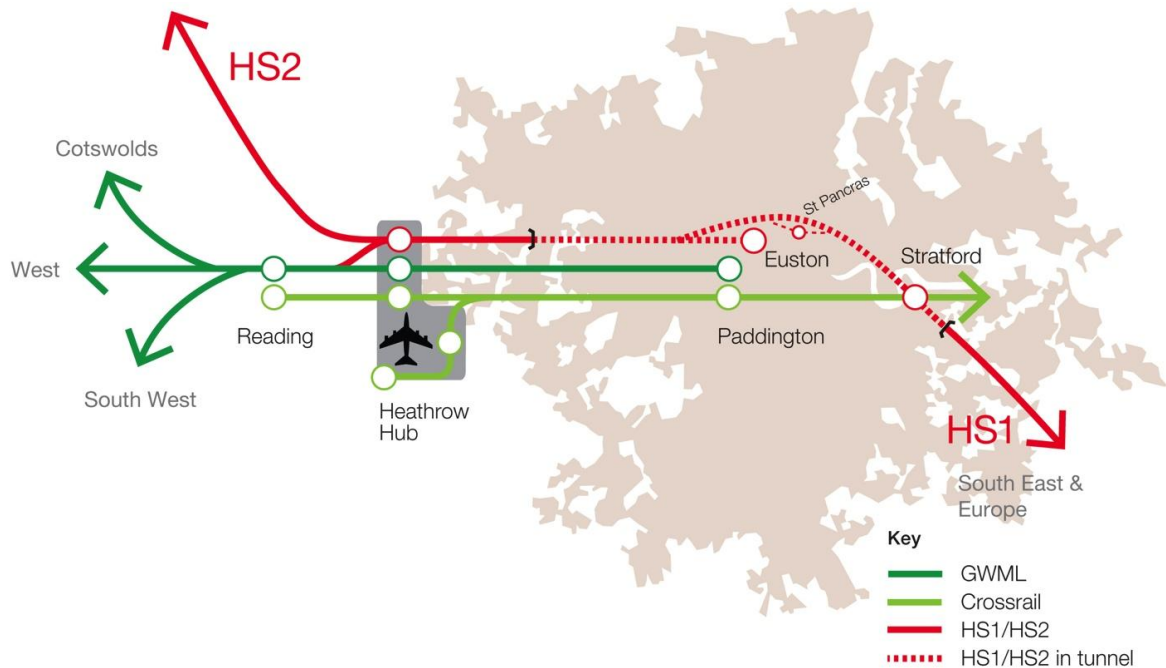 HS2
Cotswolds
St Pancras
West
Euston
Stratford
Reading
Paddington
South West
Heathrow
Hub
HS1
South East &
Europe
Key
GWML
Crossrail
HS1/HS2
HS1/HS2 in tunnel